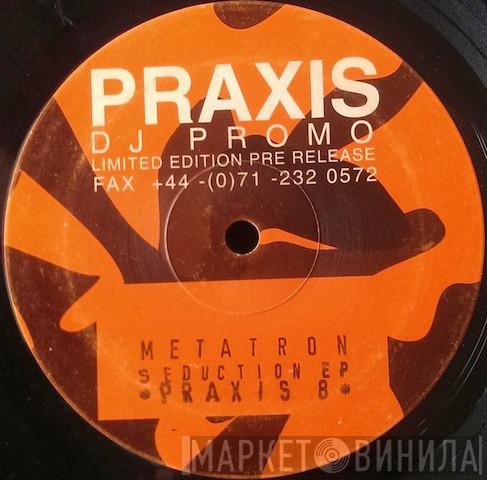 PRAXIS
DJ PROMO
LIMITED EDITION PRE RELEASE
FAX +44 -(0)71 -232 0572
METATRON
SEDUCTION EP
*PRAXIS 8*
МАРКЕТ ВИНИЛА